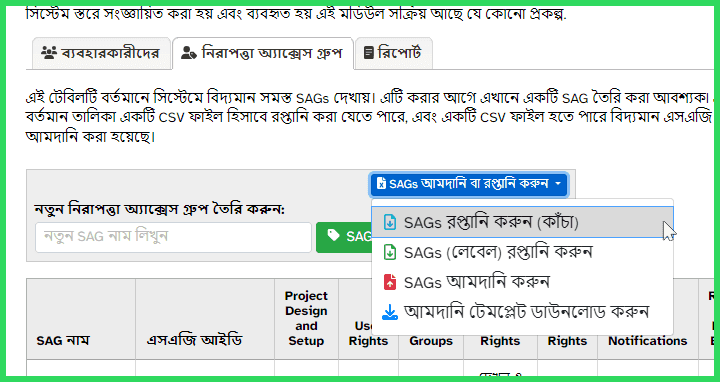 সিস্টেম স্তরে সংজ্ঞায়িত করা হয় এবং ব্যবহৃত হয় এই মডিউল সক্রিয় আছে যে কোনো প্রকল্প.
ব্যবহারকারীদের নিরাপত্তা অ্যাক্সেস গ্রুপ রিপোর্ট
এই টেবিলটি বর্তমানে সিস্টেমে বিদ্যমান সমস্ত SAGs দেখায়। এটি করার আগে এখানে একটি SAG তৈরি করা আবশ্যক।
বর্তমান তালিকা একটি CSV ফাইল হিসাবে রপ্তানি করা যেতে পারে, এবং একটি CSV ফাইল হতে পারে বিদ্যমান এসএজি
আমদানি করা হয়েছে।
SAGs আমদানি বা রপ্তানি করুন
নতুন নিরাপত্তা অ্যাক্সেস গ্রুপ তৈরি করুন:
নতুন SAG নাম লিখুন
SAG
SAGs রপ্তানি করুন (কাঁচা)
SAGs (লেবেল) রপ্তানি করুন
SAGs আমদানি করুন
আমদানি টেমপ্লেট ডাউনলোড করুন
SAG নাম
এসএজি আইডি
Project
Design
and
Setup
Rights
Groups
Rights
Rights
Notifications